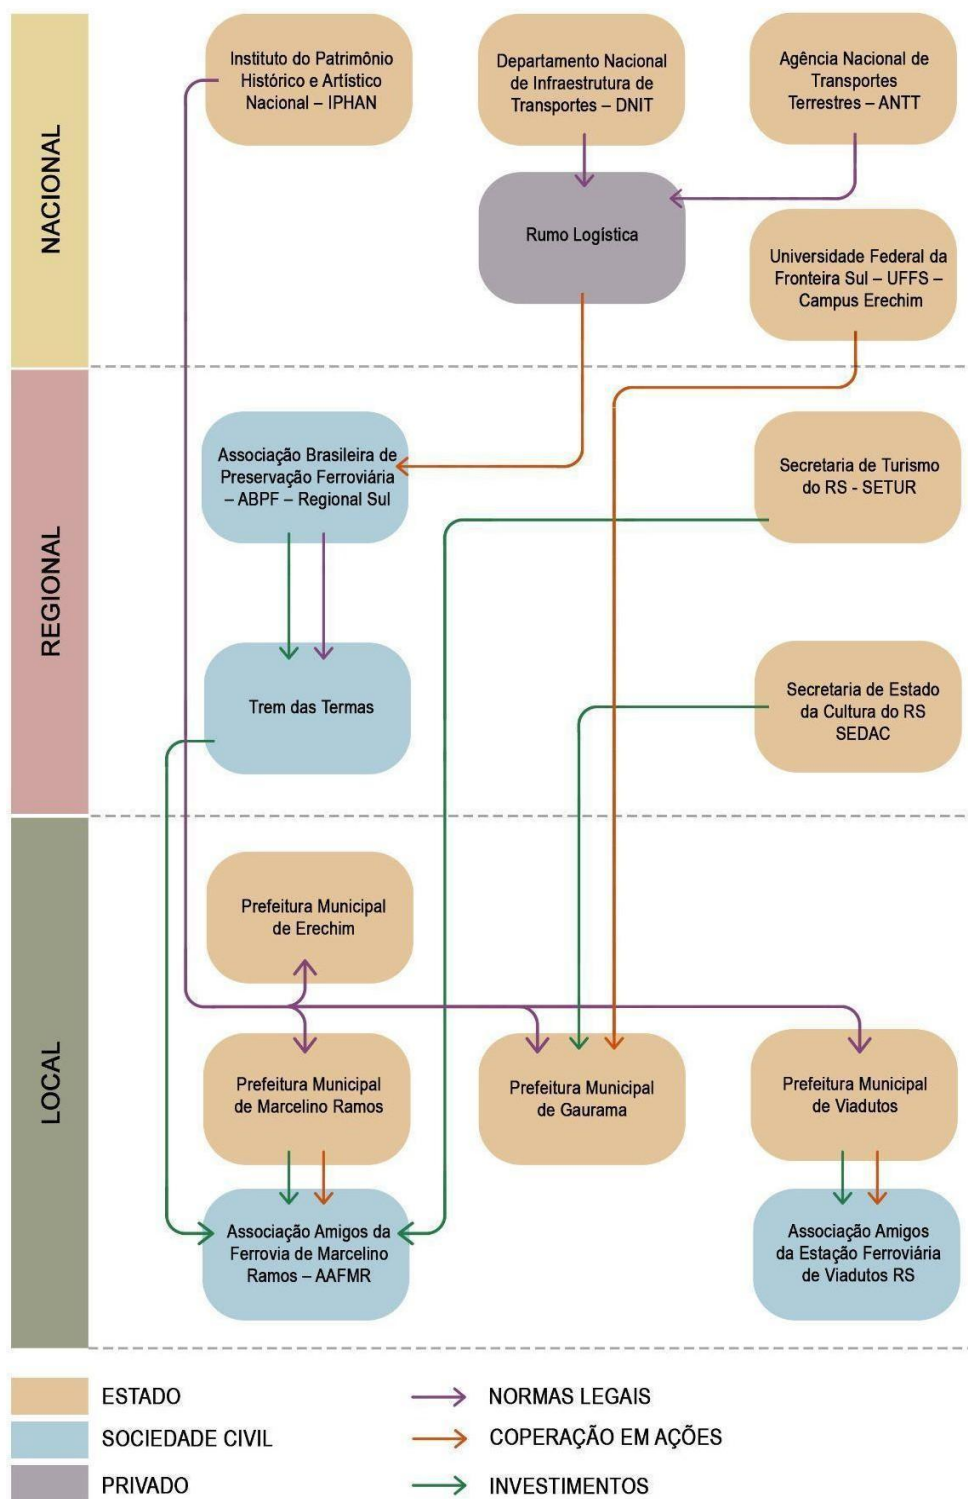 NACIONAL
Instituto do Patrimônio
Histórico e Artístico
Nacional – IPHAN
Departamento Nacional
de Infraestrutura de
Transportes – DNIT
Agência Nacional de
Transportes
Terrestres – ANTT
Rumo Logística
Universidade Federal da
Fronteira Sul – UFFS –
Campus Erechim
REGIONAL
Associação Brasileira de
Preservação Ferroviária
– ABPF – Regional Sul
Secretaria de Turismo
do RS - SETUR
Trem das Termas
Secretaria de Estado
da Cultura do RS
SEDAC
LOCAL
Prefeitura Municipal
de Erechim
Prefeitura Municipal
de Marcelino Ramos
Prefeitura Municipal
de Gaurama
Prefeitura Municipal
de Viadutos
Associação Amigos da
Ferrovia de Marcelino
Ramos – AAFMR
Associação Amigos
da Estação Ferroviária
de Viadutos RS
ESTADO
SOCIEDADE CIVIL
PRIVADO
NORMAS LEGAIS
COPERAÇÃO EM AÇÕES
INVESTIMENTOS